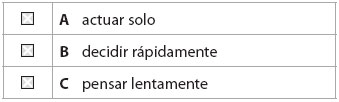 A actuar solo
B decidir rápidamente
C pensar lentamente